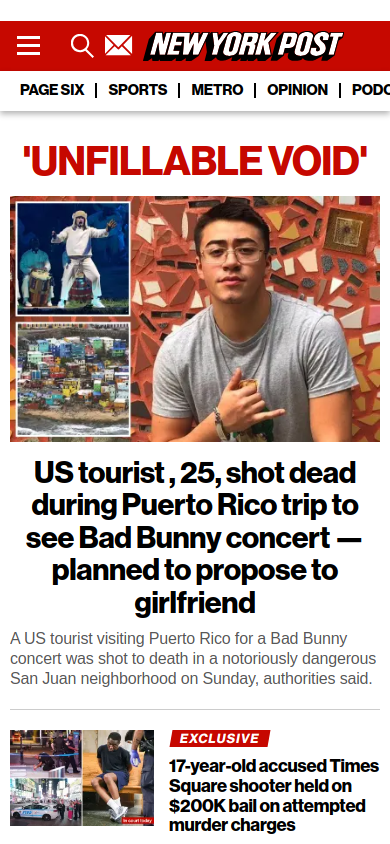 NEW YORK POST
PAGE SIX
SPORTS
METRO
OPINION
PODC
'UNFILLABLE VOID'
US tourist , 25, shot dead
during Puerto Rico trip to
see Bad Bunny concert —
planned to propose to
girlfriend
A US tourist visiting Puerto Rico for a Bad Bunny
concert was shot to death in a notoriously dangerous
San Juan neighborhood on Sunday, authorities said.
EXCLUSIVE
17-year-old accused Times
Square shooter held on
$200K bail on attempted
murder charges
In court today